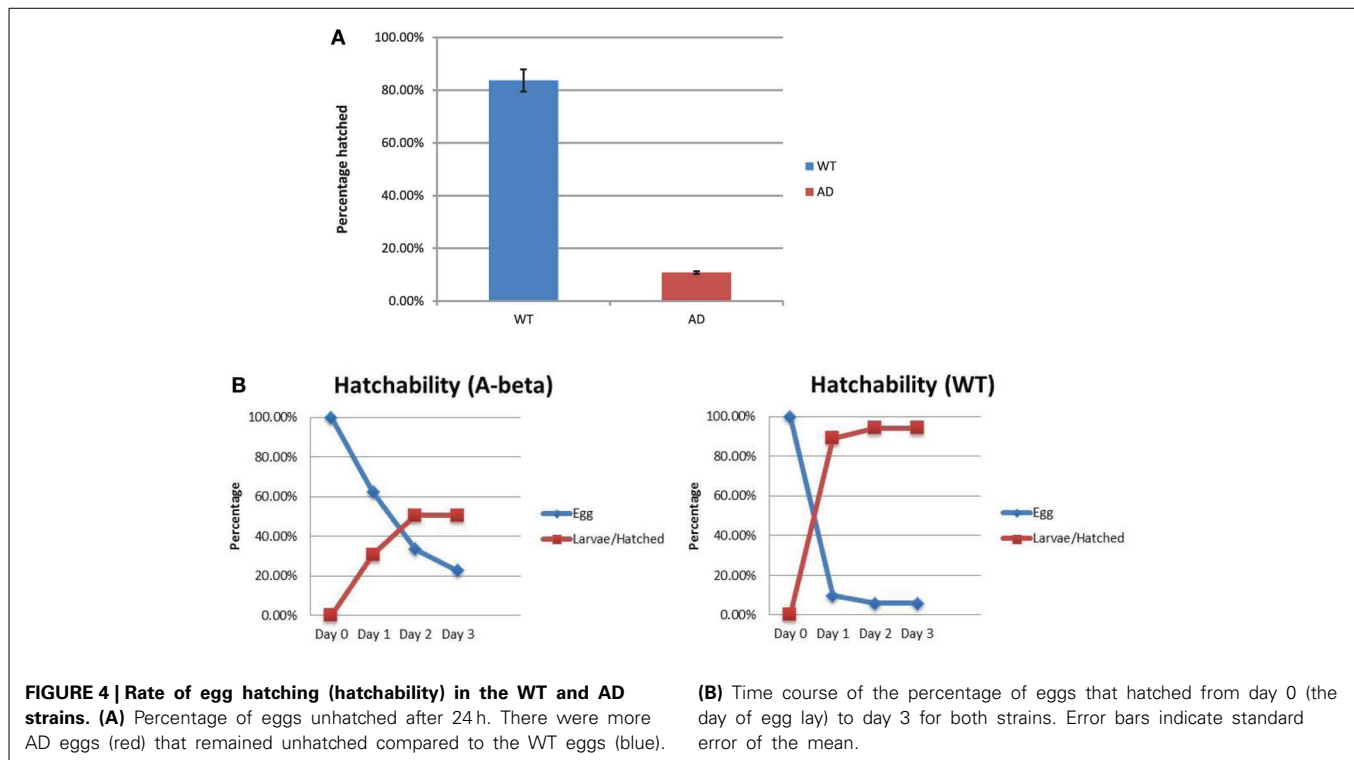 A
100.00%
80.00%
60.00%
40.00%
20.00%
0.00%
Percentage hatched
WT
AD
WT
AD
B
Hatchability (A-beta)
100.00%
80.00%
60.00%
40.00%
20.00%
0.00%
Percentage
Day 0 Day 1 Day 2 Day 3
Egg
Larvae/Hatched
Hatchability (WT)
100.00%
80.00%
60.00%
40.00%
20.00%
0.00%
Percentage
Day 0 Day 1 Day 2 Day 3
Egg
Larvae/Hatched
FIGURE 4 | Rate of egg hatching (hatchability) in the WT and AD
strains. (A) Percentage of eggs unhatched after 24 h. There were more
AD eggs (red) that remained unhatched compared to the WT eggs (blue).
(B) Time course of the percentage of eggs that hatched from day 0 (the
day of egg lay) to day 3 for both strains. Error bars indicate standard
error of the mean.